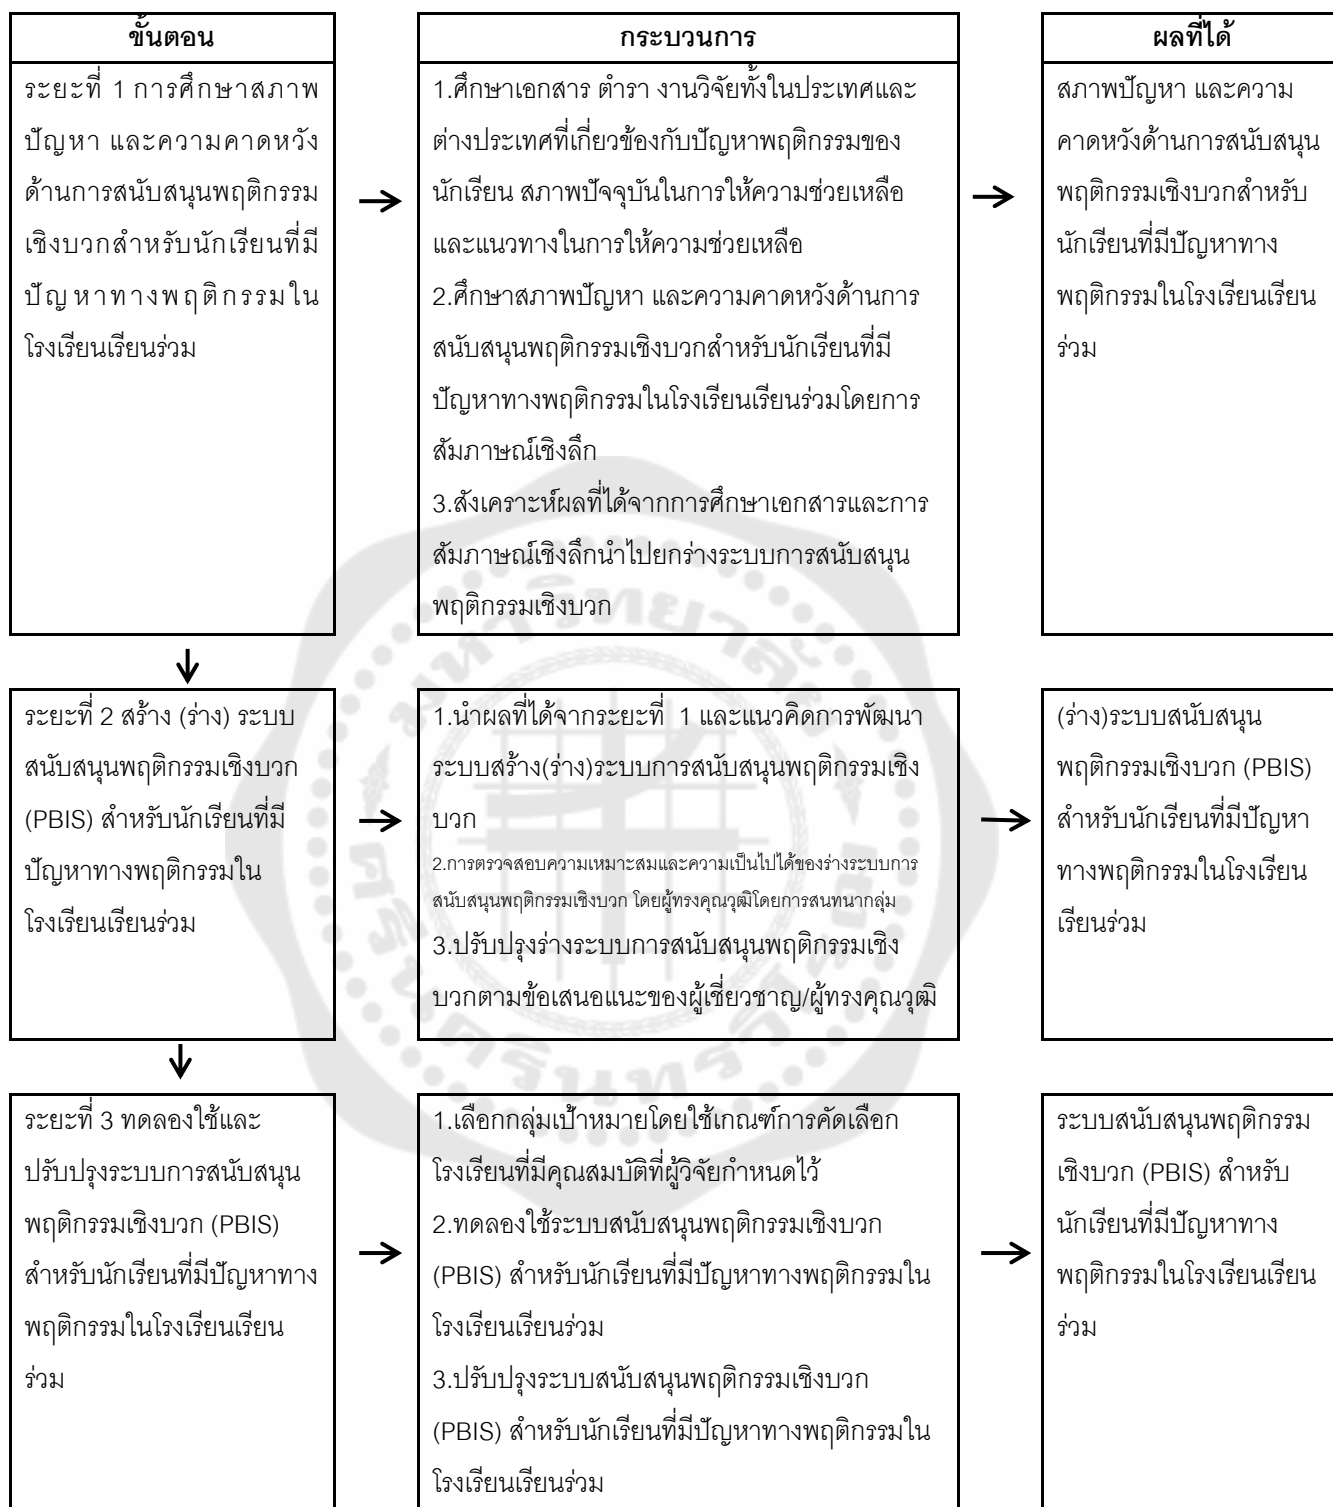 ขั้นตอน
ระยะที่ 1 การศึกษาสภาพ
ปัญหา และความคาดหวัง
ด้านการสนับสนุนพฤติกรรม
เชิงบวกสำหรับนักเรียนที่มี
ปัญหาทางพฤติกรรมใน
โรงเรียนเรียนร่วม
กระบวนการ
1.ศึกษาเอกสาร ตำรา งานวิจัยทั้งในประเทศและ
ต่างประเทศที่เกี่ยวข้องกับปัญหาพฤติกรรมของ
นักเรียน สภาพปัจจุบันในการให้ความช่วยเหลือ
และแนวทางในการให้ความช่วยเหลือ
2.ศึกษาสภาพปัญหา และความคาดหวังด้านการ
สนับสนุนพฤติกรรมเชิงบวกสำหรับนักเรียนที่มี
ปัญหาทางพฤติกรรมในโรงเรียนเรียนร่วมโดยการ
สัมภาษณ์เชิงลึก
3.สังเคราะห์ผลที่ได้จากการศึกษาเอกสารและการ
สัมภาษณ์เชิงลึกนำไปยกร่างระบบการสนับสนุน
พฤติกรรมเชิงบวก
ผลที่ได้
สภาพปัญหา และความ
คาดหวังด้านการสนับสนุน
พฤติกรรมเชิงบวกสำหรับ
นักเรียนที่มีปัญหาทาง
พฤติกรรมในโรงเรียนเรียน
ร่วม
ระยะที่ 2 สร้าง (ร่าง) ระบบ
สนับสนุนพฤติกรรมเชิงบวก
(PBIS) สำหรับนักเรียนที่มี
ปัญหาทางพฤติกรรมใน
โรงเรียนเรียนร่วม
1.นำผลที่ได้จากระยะที่ 1 และแนวคิดการพัฒนา
ระบบสร้าง(ร่าง)ระบบการสนับสนุนพฤติกรรมเชิง
บวก
2.การตรวจสอบความเหมาะสมและความเป็นไปได้ของร่างระบบการ
สนับสนุนพฤติกรรมเชิงบวก โดยผู้ทรงคุณวุฒิโดยการสนทนากลุ่ม
3.ปรับปรุงร่างระบบการสนับสนุนพฤติกรรมเชิง
บวกตามข้อเสนอแนะของผู้เชี่ยวชาญ/ผู้ทรงคุณวุฒิ
(ร่าง)ระบบสนับสนุน
พฤติกรรมเชิงบวก (PBIS)
สำหรับนักเรียนที่มีปัญหา
ทางพฤติกรรมในโรงเรียน
เรียนร่วม
ระยะที่ 3 ทดลองใช้และ
ปรับปรุงระบบการสนับสนุน
พฤติกรรมเชิงบวก (PBIS)
สำหรับนักเรียนที่มีปัญหาทาง
พฤติกรรมในโรงเรียนเรียน
ร่วม
1.เลือกกลุ่มเป้าหมายโดยใช้เกณฑ์การคัดเลือก
โรงเรียนที่มีคุณสมบัติที่ผู้วิจัยกำหนดไว้
2.ทดลองใช้ระบบสนับสนุนพฤติกรรมเชิงบวก
(PBIS) สำหรับนักเรียนที่มีปัญหาทางพฤติกรรมใน
โรงเรียนเรียนร่วม
3.ปรับปรุงระบบสนับสนุนพฤติกรรมเชิงบวก
(PBIS) สำหรับนักเรียนที่มีปัญหาทางพฤติกรรมใน
โรงเรียนเรียนร่วม
ระบบสนับสนุนพฤติกรรม
เชิงบวก (PBIS) สำหรับ
นักเรียนที่มีปัญหาทาง
พฤติกรรมในโรงเรียนเรียน
ร่วม
มหาวิทยาลัย
ศรีนครินทรวิโรฒ